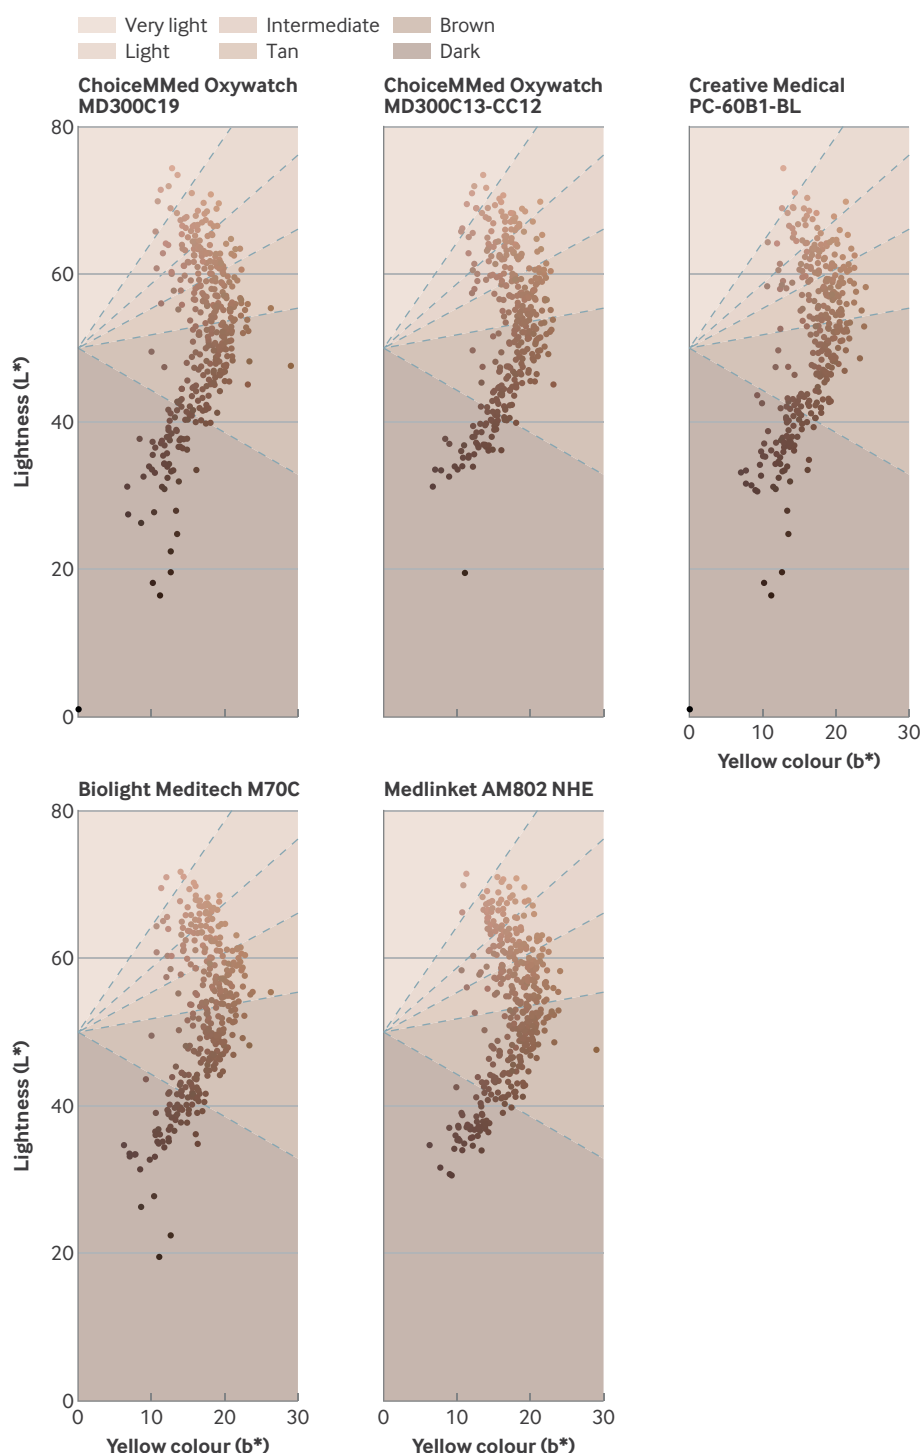 Very light Intermediate Brown
Light Tan Dark
ChoiceMMed Oxywatch
MD300C19
ChoiceMMed Oxywatch
MD300C13-CC12
Creative Medical
PC-60B1-BL
80
60
40
20
0
Lightness (L*)
0 10 20 30
Yellow colour (b*)
Biolight Meditech M70C
Medlinket AM802 NHE
80
60
40
20
0
Lightness (L*)
0 10 20 30
Yellow colour (b*)
0 10 20 30
Yellow colour (b*)